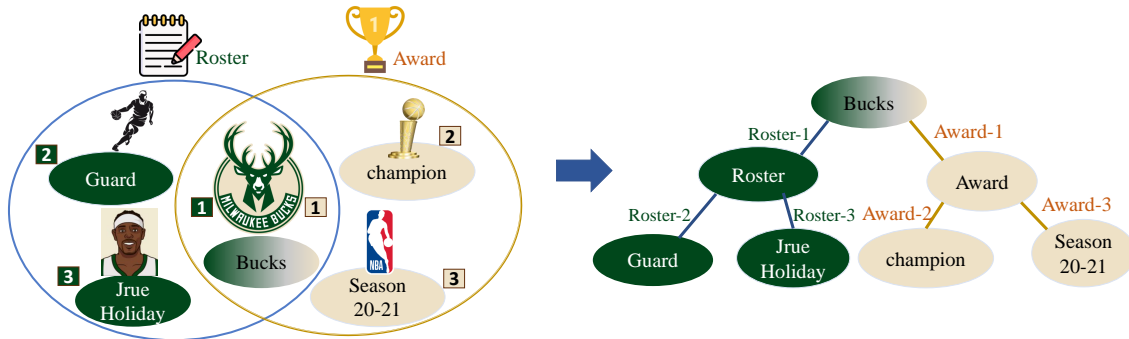 1
Roster
Award
2
champion
2
Guard
MILWAUKEE BUCKS
1
1
NBA
3
Jrue
Holiday
Bucks
Season
20-21
3
Bucks
Roster-1
Award-1
Roster
Award
Roster-2
Roster-3
Award-2
Award-3
Guard
Jrue
Holiday
champion
Season
20-21